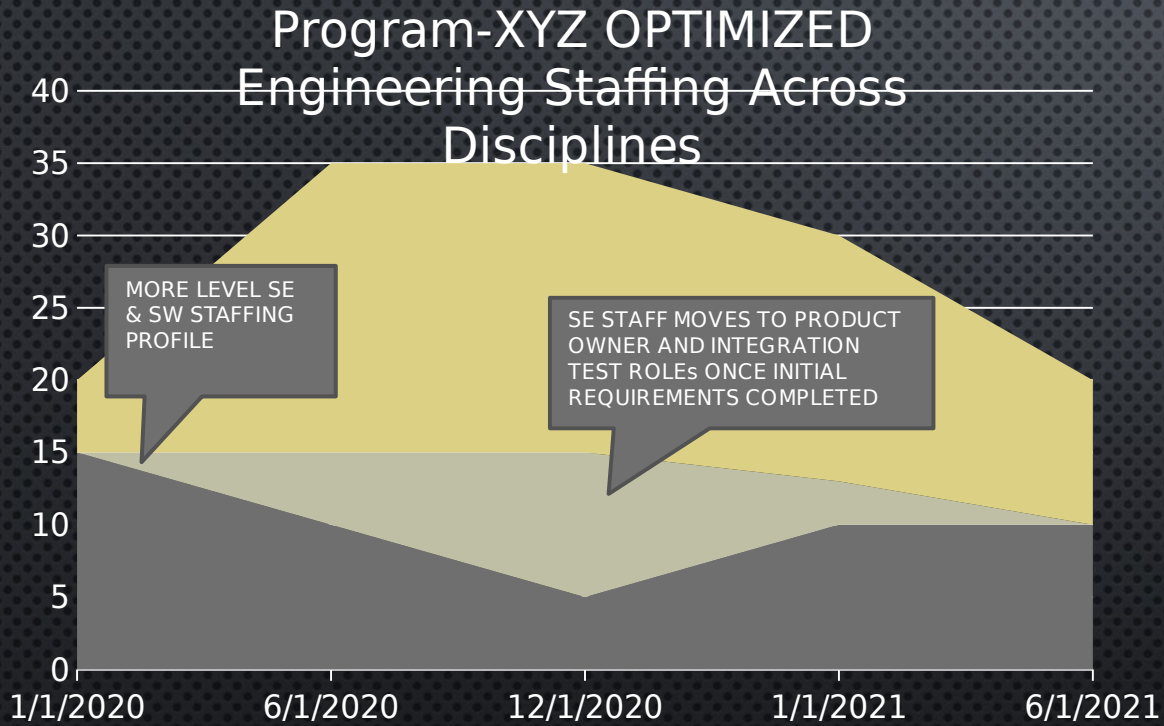 Program-XYZ OPTIMIZED
Engineering Staffing Across
Disciplines
40
35
30
25
20
15
10
5
0
MORE LEVEL SE
& SW STAFFING
PROFILE
SE STAFF MOVES TO PRODUCT
OWNER AND INTEGRATION
TEST ROLEs ONCE INITIAL
REQUIREMENTS COMPLETED
1/1/2020 6/1/2020 12/1/2020 1/1/2021 6/1/2021